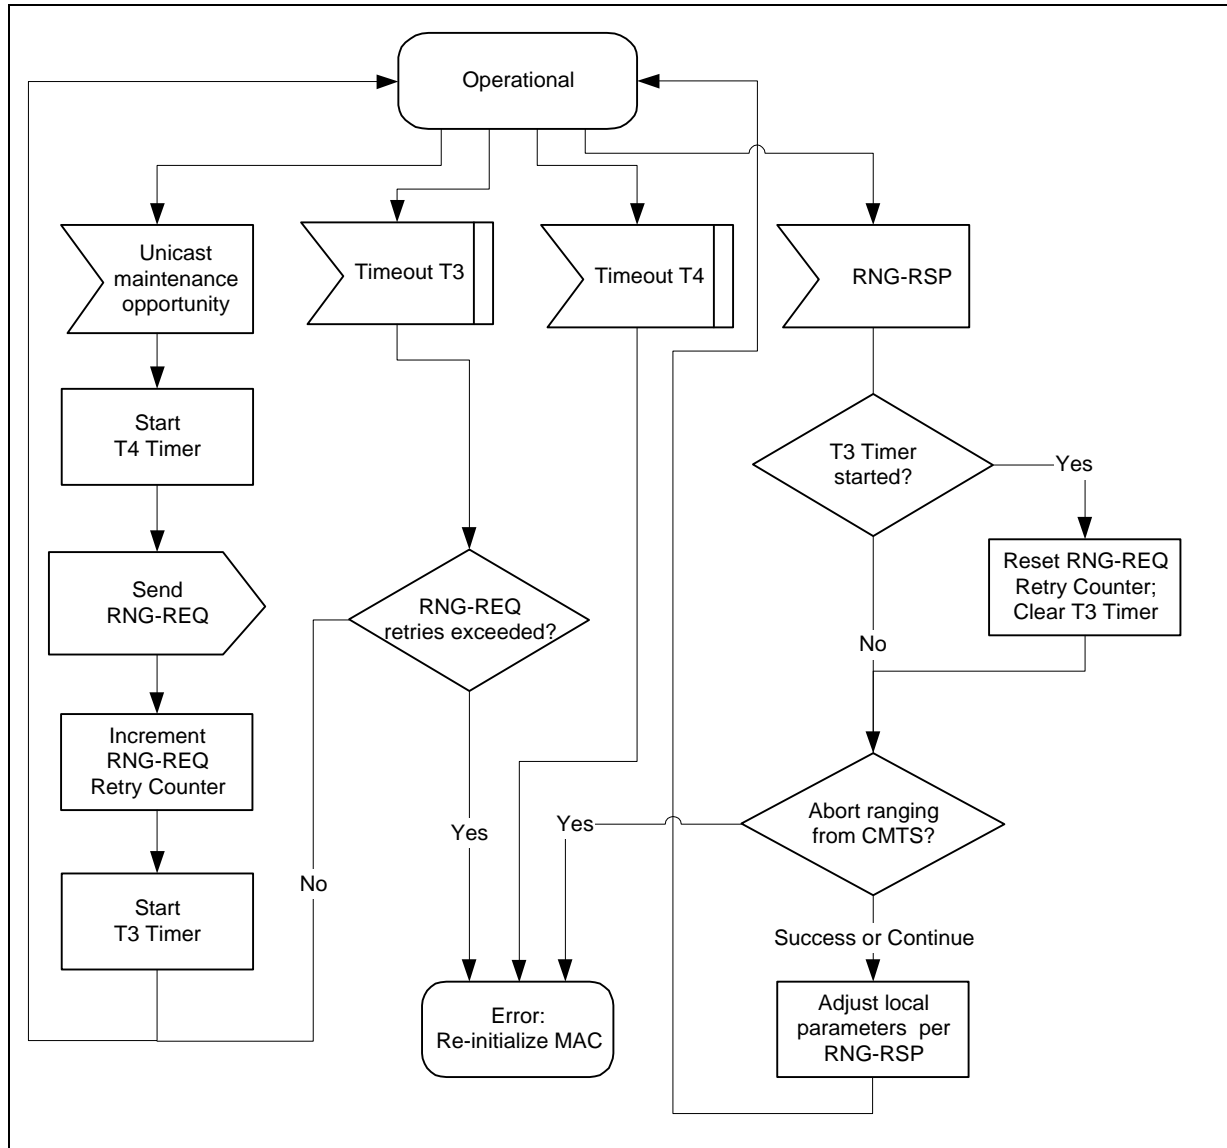 Operational
Unicast
maintenance
opportunity
Timeout T3
Timeout T4
RNG-RSP
Start
T4 Timer
T3 Timer
started?
Yes
Send
RNG-REQ
RNG-REQ
retries exceeded?
Reset RNG-REQ
Retry Counter;
Clear T3 Timer
No
Increment
RNG-REQ
Retry Counter
Yes
Yes
Abort ranging
from CMTS?
No
Start
T3 Timer
Success or Continue
Error:
Re-initialize MAC
Adjust local
parameters per
RNG-RSP